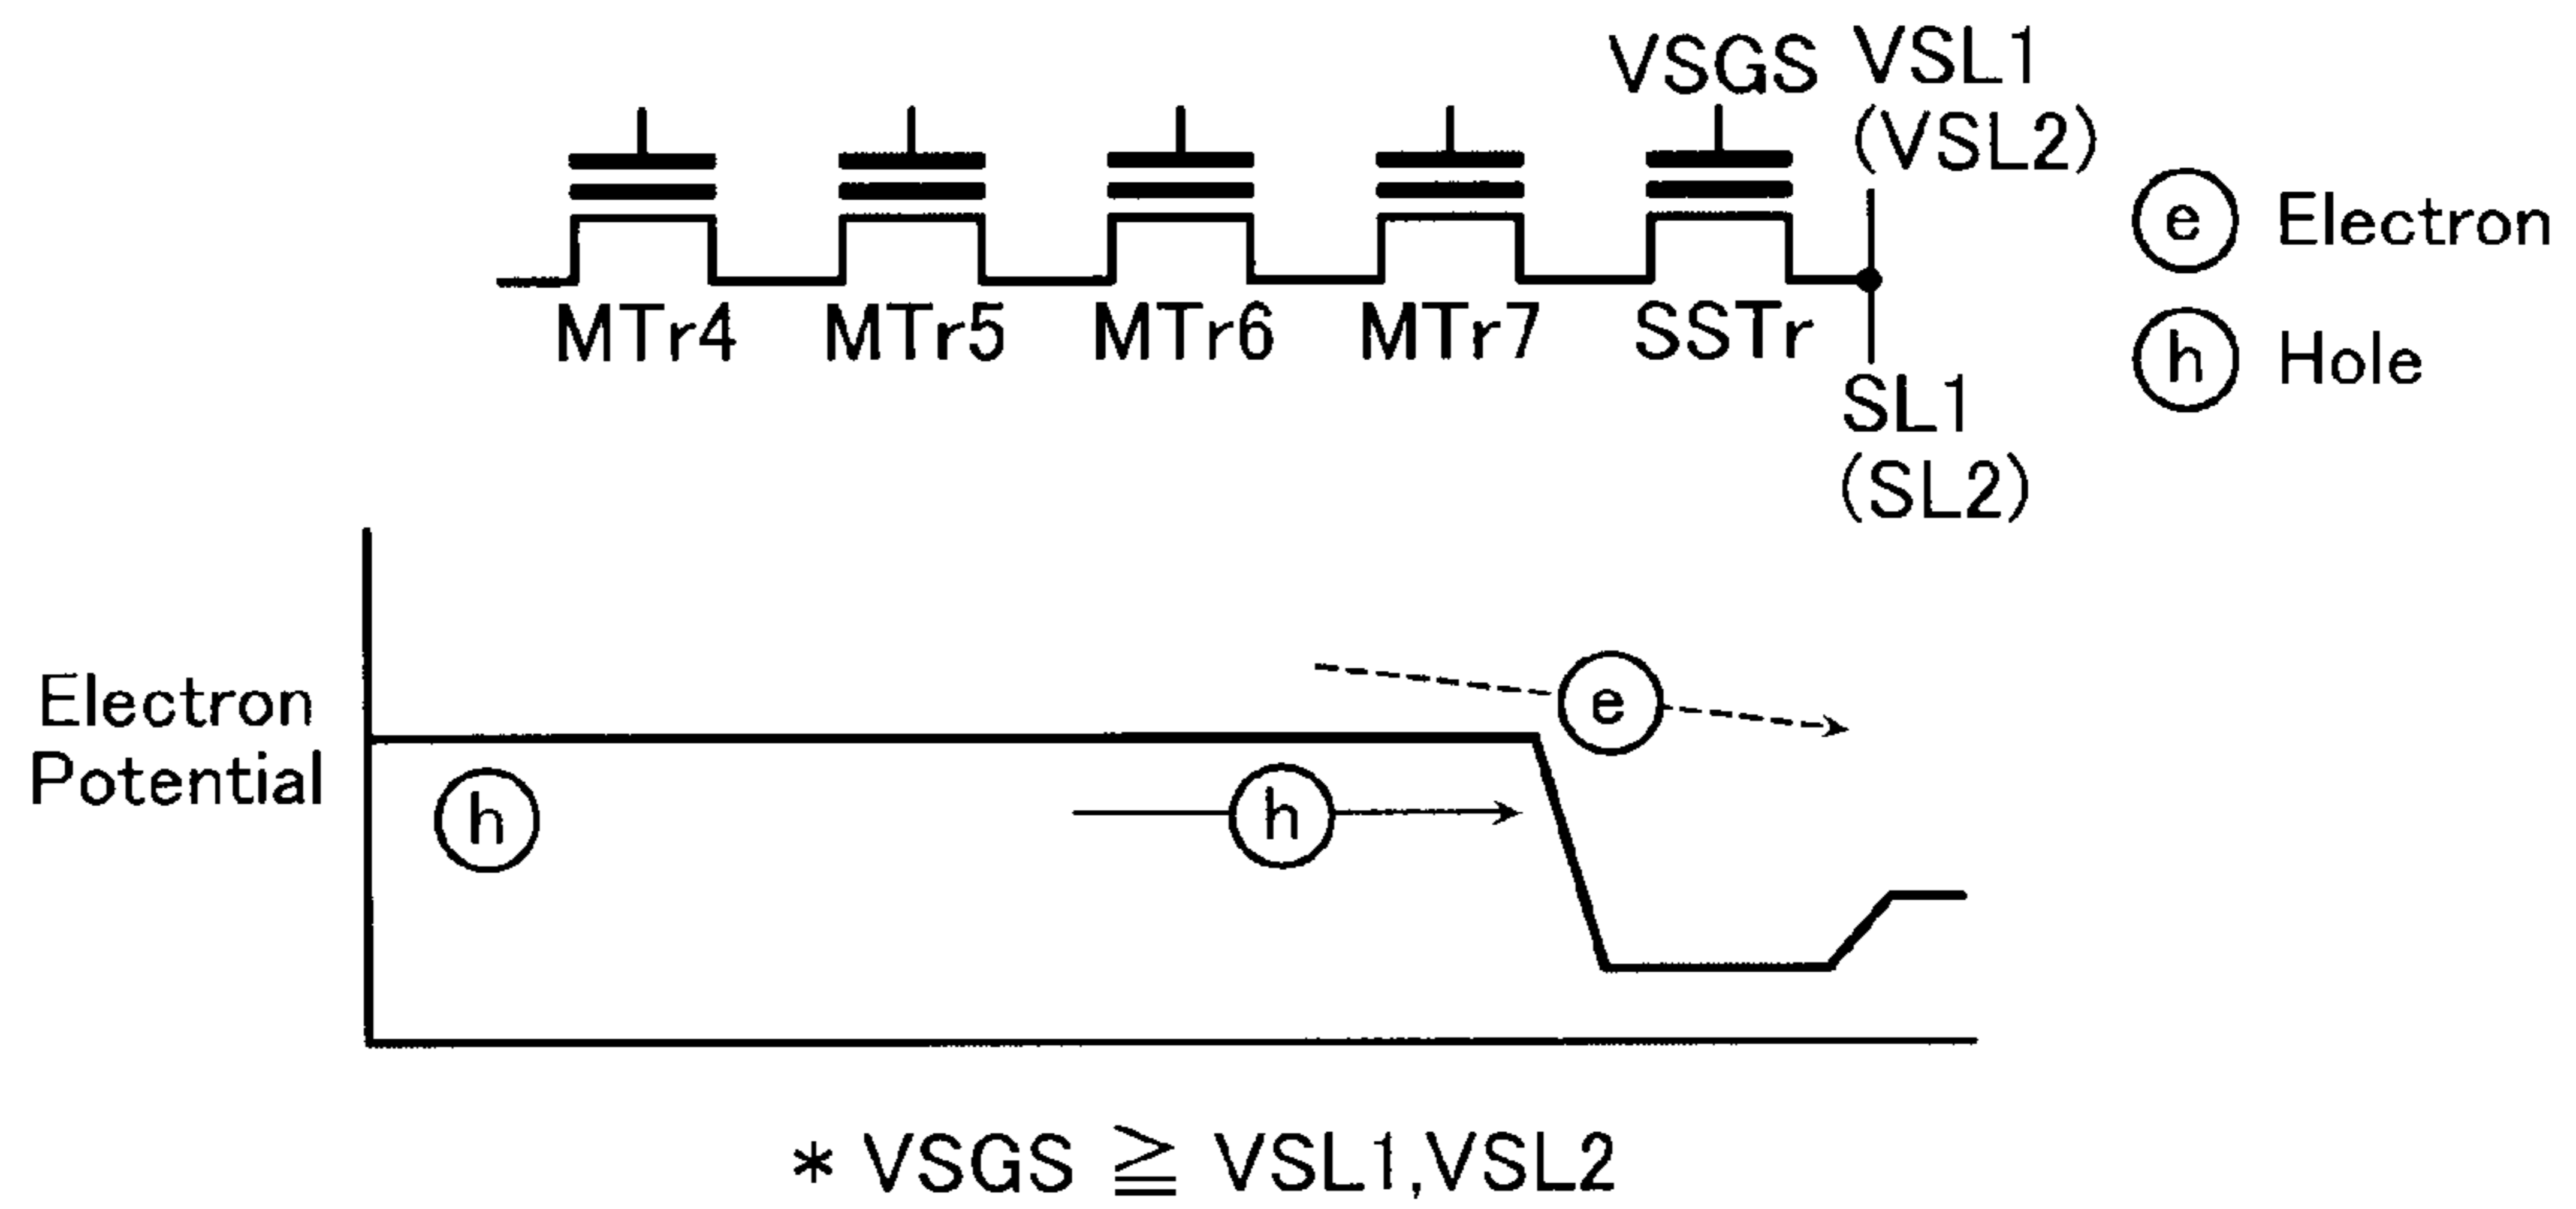 VSGS VSL1
(VSL2)
MTr4 MTr5 MTr6 MTr7 SSTr
SL1
(SL2)
e Electron
h Hole
Electron
Potential
e
h
h
* VSGS ≧ VSL1,VSL2